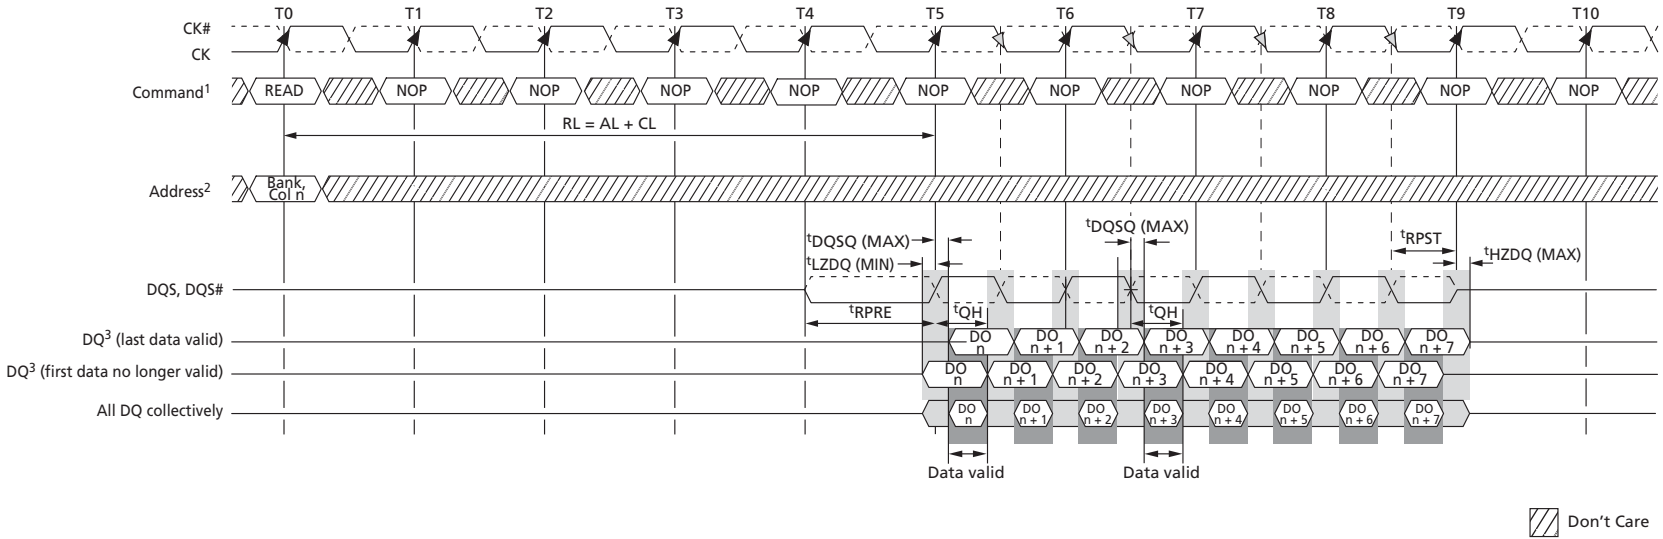 T0 T1 T2 T3 T4 T5 T6 T7 T8 T9 T10
CK#
CK
Command1 READ NOP NOP NOP NOP NOP NOP NOP NOP NOP NOP
RL = AL + CL
Address2 Bank, Col n
tDQSQ (MAX) tDQSQ (MAX) tRPST
tLZDQ (MIN) tHZDQ (MAX)
DQS, DQS#
tRPRE tQH tQH
DQ3 (last data valid) DO n DO n + 1 DO n + 2 DO n + 3 DO n + 4 DO n + 5 DO n + 6 DO n + 7
DQ3 (first data no longer valid) DO n DO n + 1 DO n + 2 DO n + 3 DO n + 4 DO n + 5 DO n + 6 DO n + 7
All DQ collectively DO n DO n + 1 DO n + 2 DO n + 3 DO n + 4 DO n + 5 DO n + 6 DO n + 7
Data valid Data valid
Don't Care